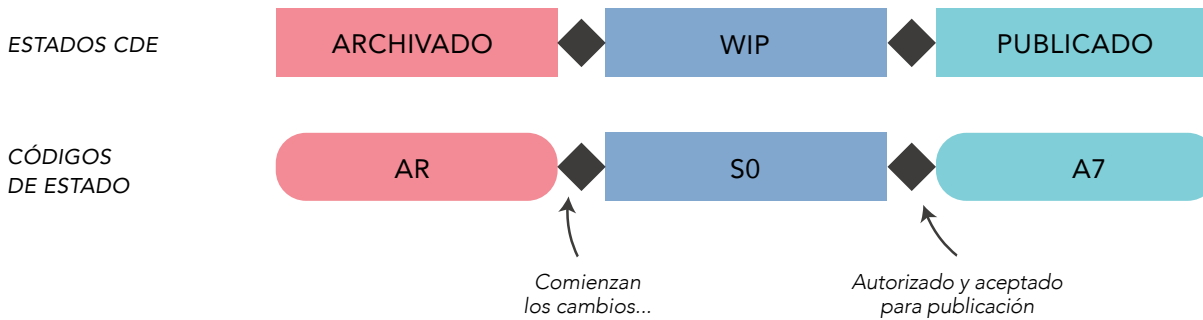 ESTADOS CDE
ARCHIVADO
WIP
PUBLICADO
CÓDIGOS
DE ESTADO
AR
S0
A7
Comienzan
los cambios...
Autorizado y aceptado
para publicación